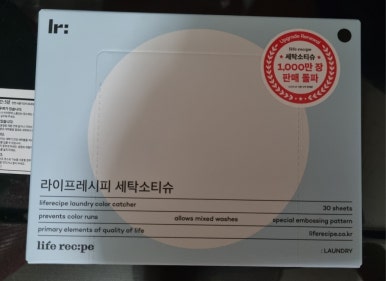 lr:
Upgrade Renewal
life rec:pe
세탁소티슈
1,000만 장
판매 돌파
라이프레시피 세탁소티슈
liferecipe laundry color catcher
30 sheets
prevents color runs
allows mixed washes
special embossing pattern
primary elements of quality of life
liferecipe.co.kr
life rec:pe
: LAUNDRY